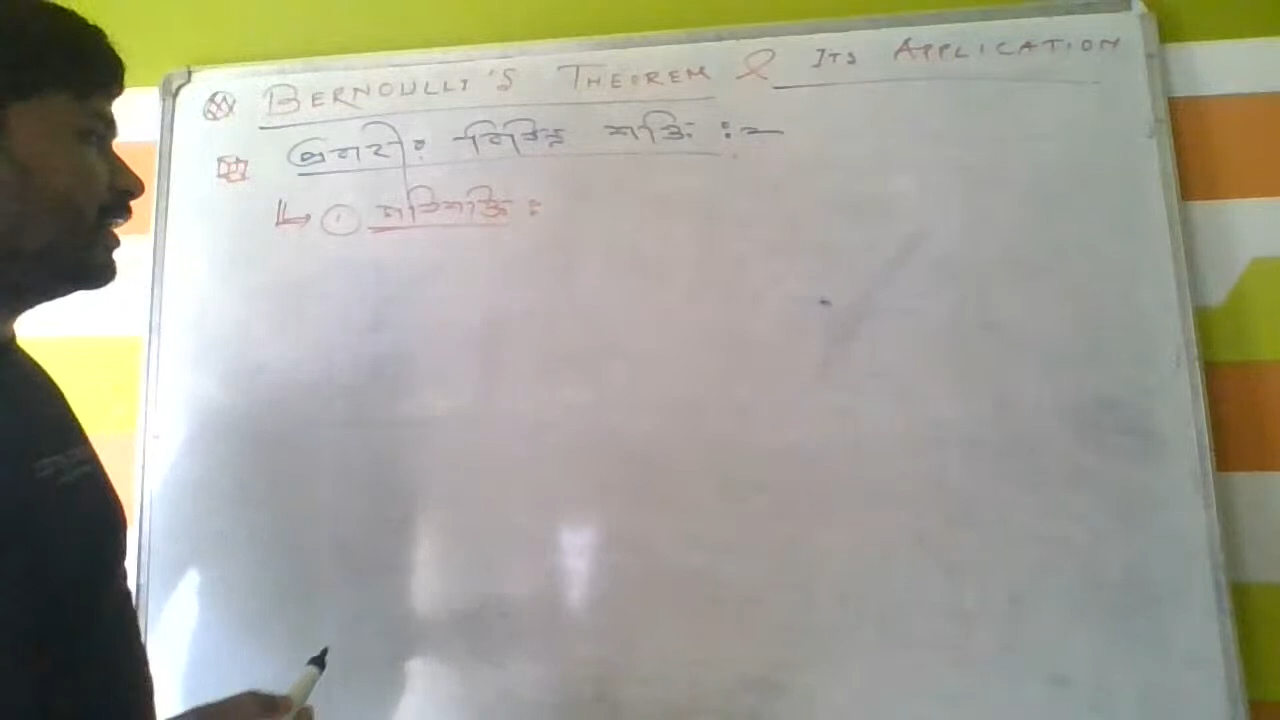 BERNOULLI'S THEOREM & ITS APPLICATION
প্রবাহীর বিভিন্ন শক্তি :-
① গতিশক্তি :